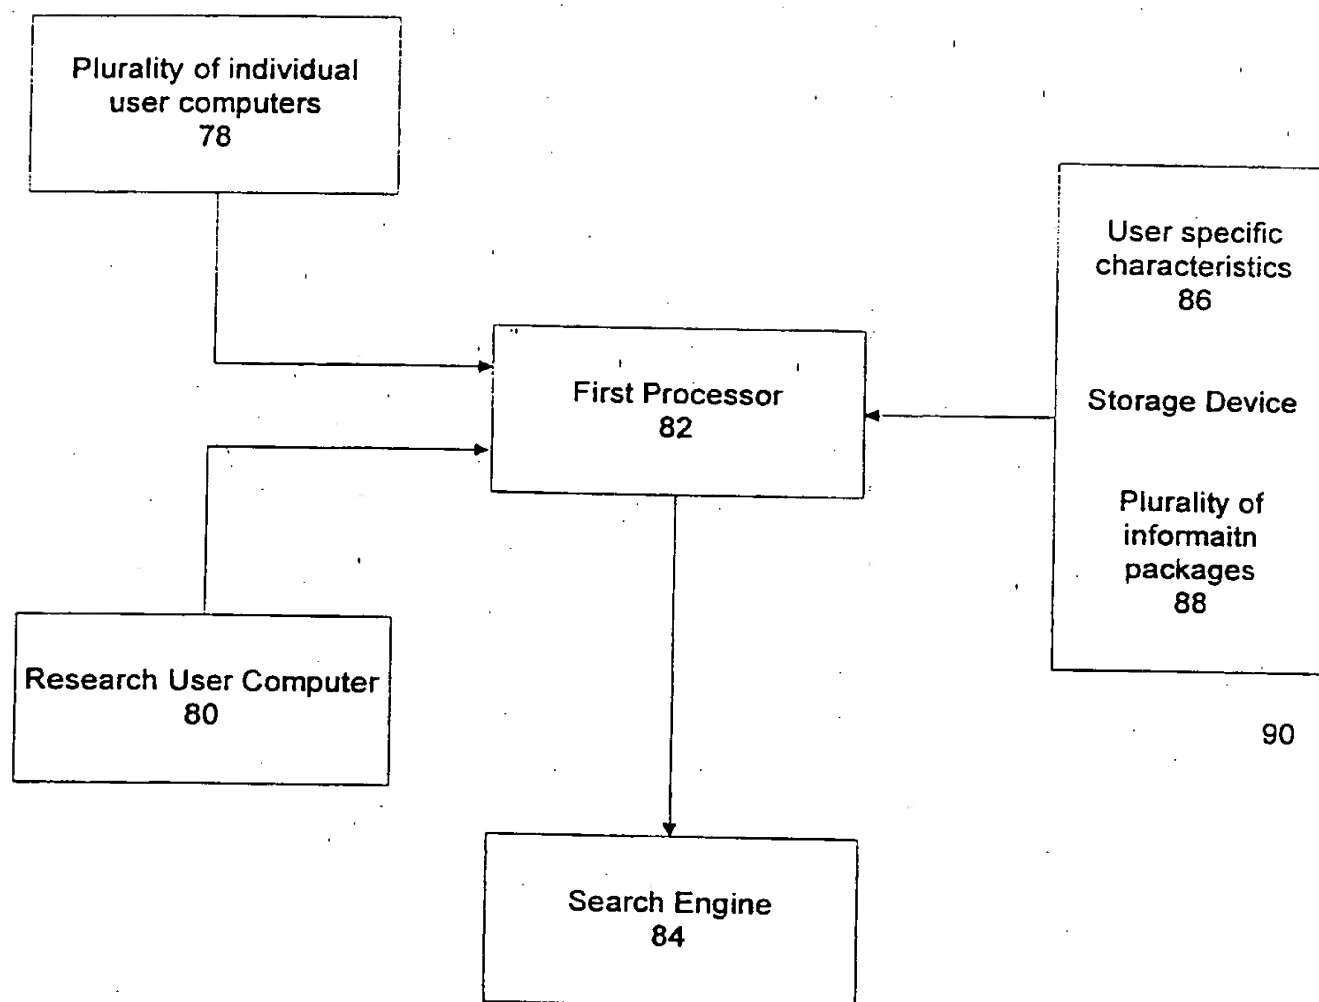 Plurality of individual
user computers
78
User specific
characteristics
86
First Processor
82
Storage Device
Plurality of
informaitn
packages
88
Research User Computer
80
90
Search Engine
84